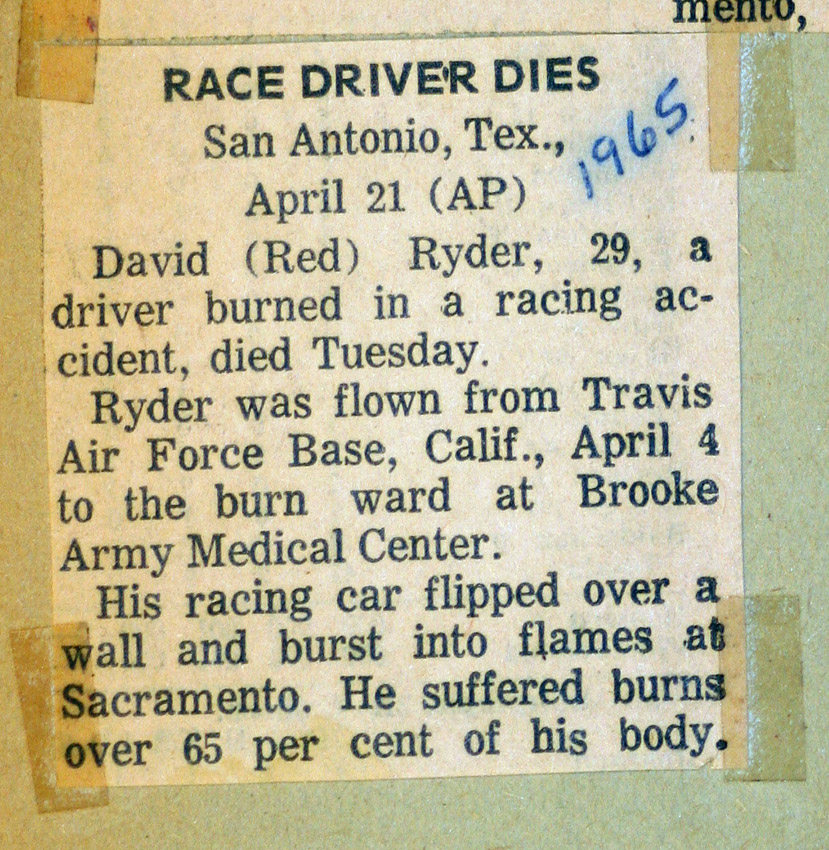 mento,
RACE DRIVER DIES
San Antonio, Tex.,
1965
April 21 (AP)
David (Red) Ryder, 29, a
driver burned in a racing ac-
cident, died Tuesday.
Ryder was flown from Travis
Air Force Base, Calif., April 4
to the burn ward at Brooke
Army Medical Center.
His racing car flipped over a
wall and burst into flames at
Sacramento. He suffered burns
over 65 per cent of his body.